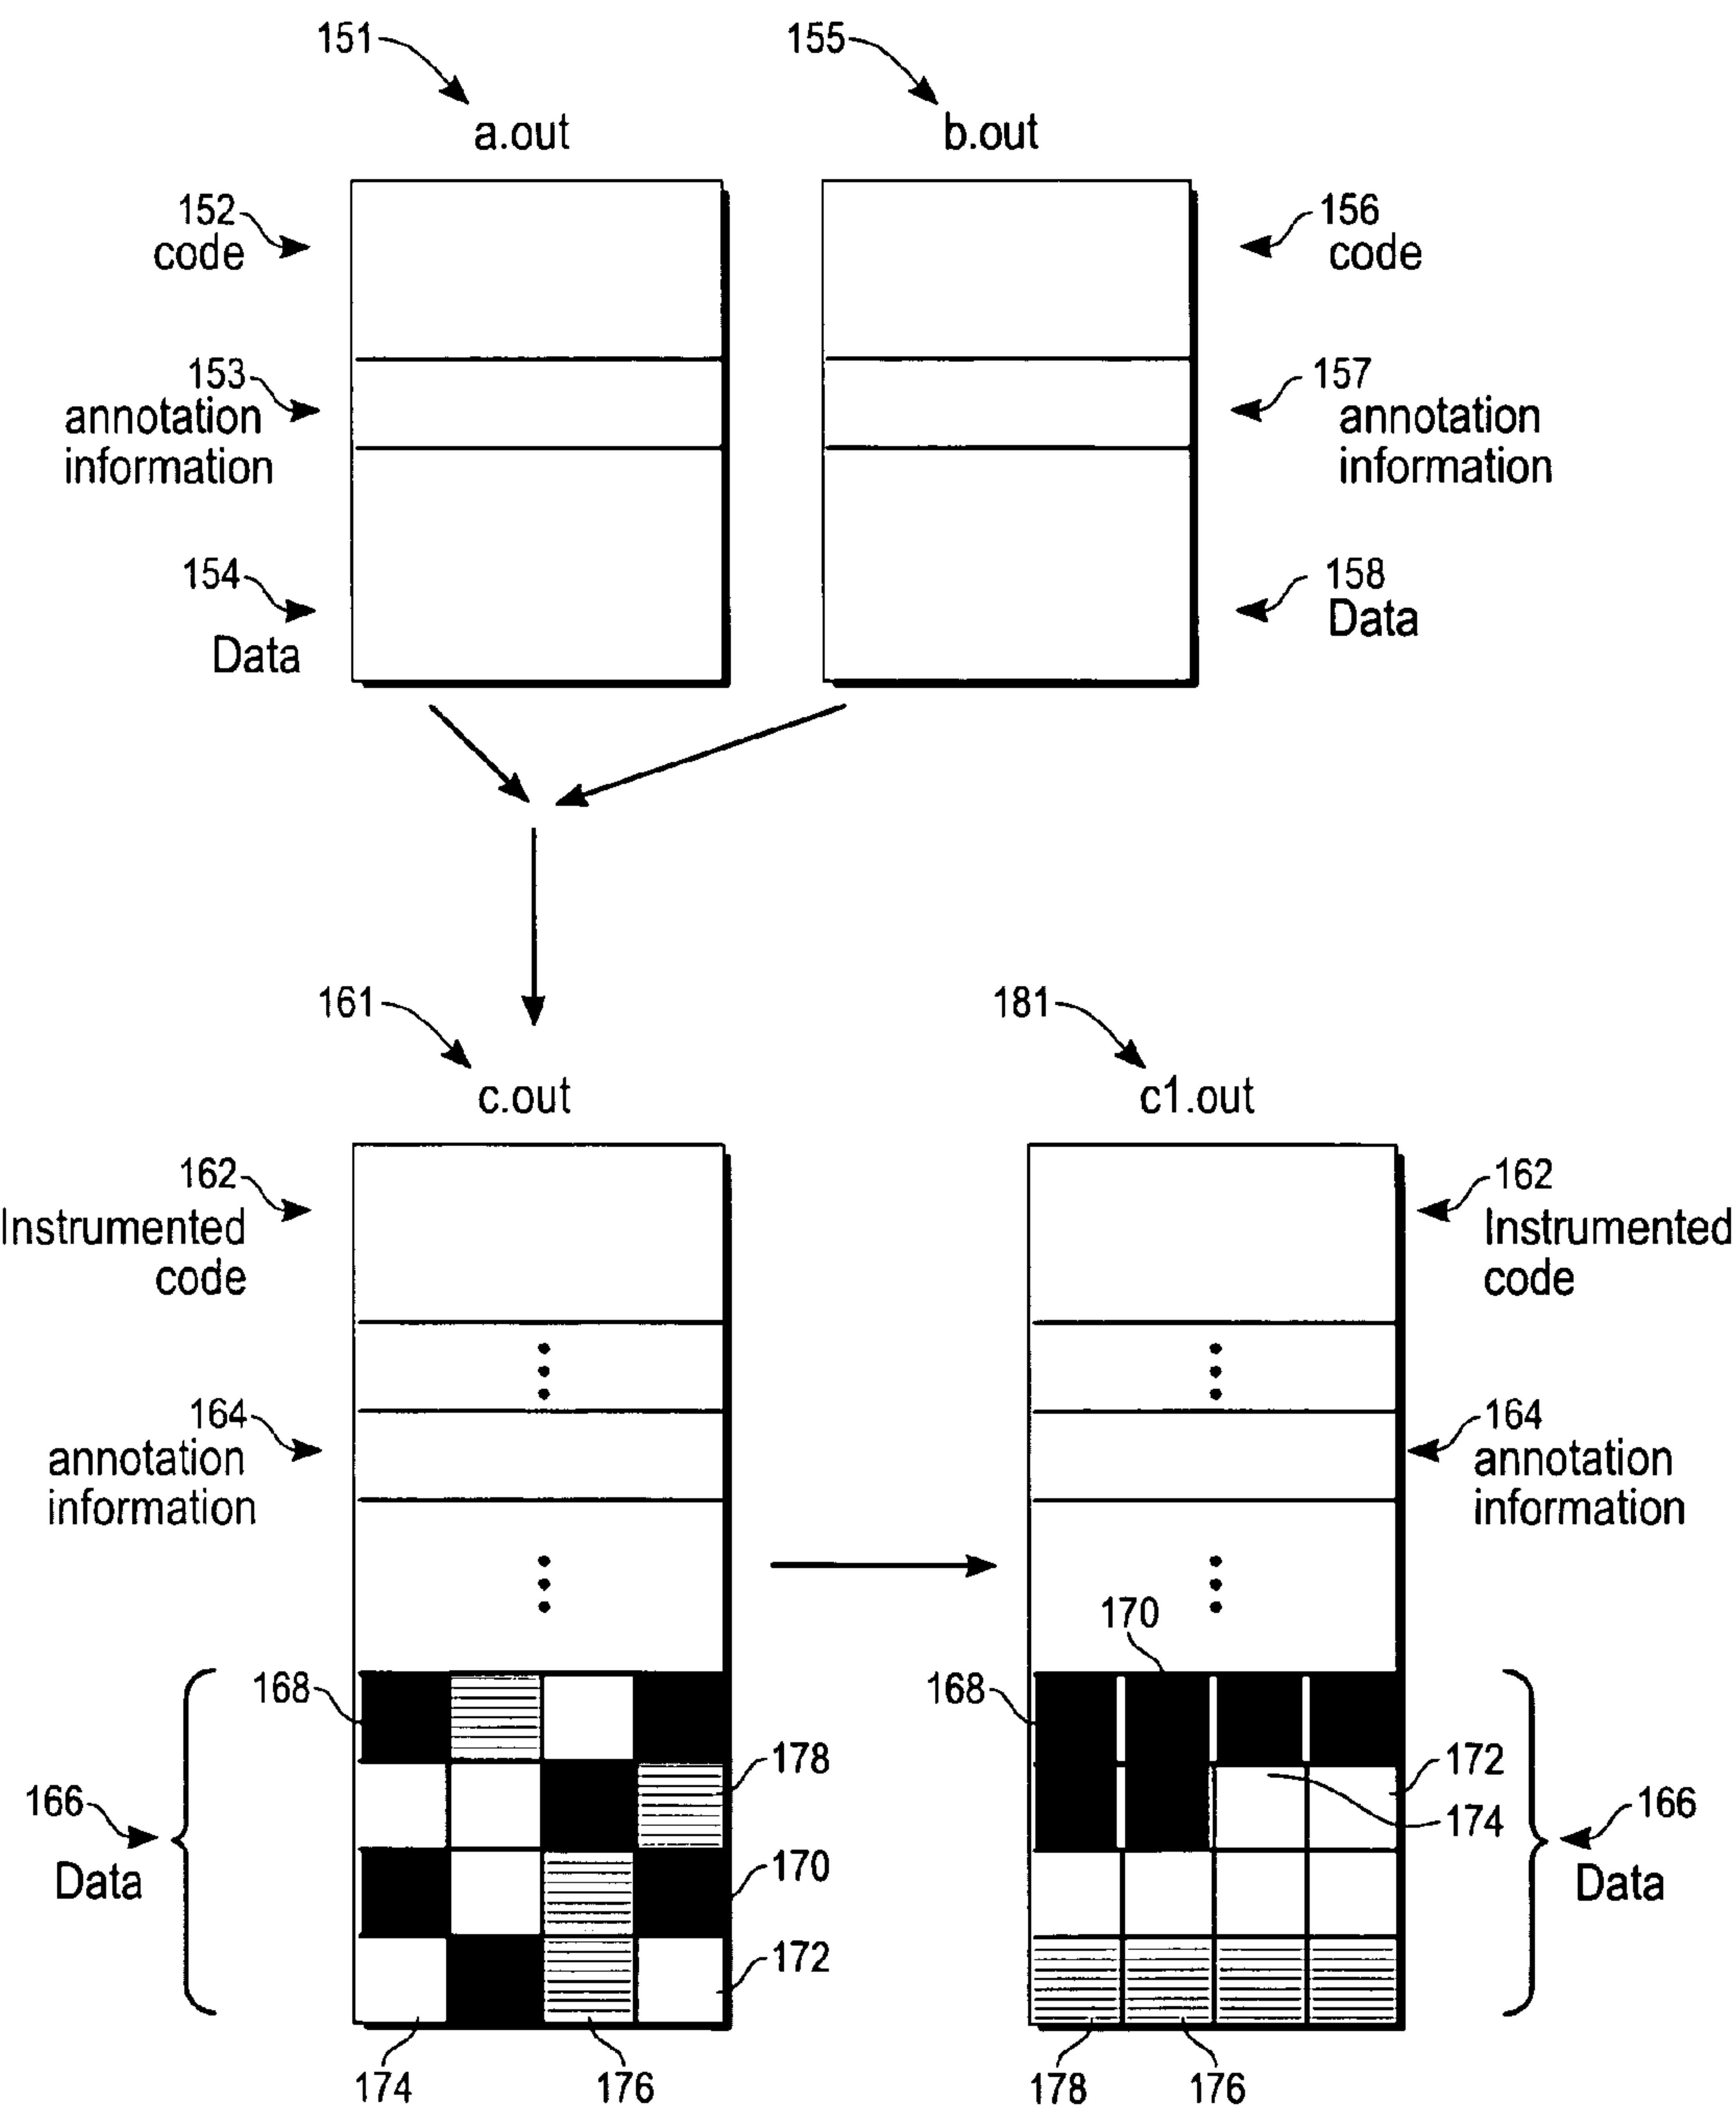 151
155
a.out
b.out
152
code
156
code
153
annotation
information
157
annotation
information
154
Data
158
Data
161
181
c.out
c1.out
162
Instrumented
code
162
Instrumented
code
164
annotation
information
164
annotation
information
170
168
168
178
172
166
Data
174
166
Data
170
172
174
176
178
176